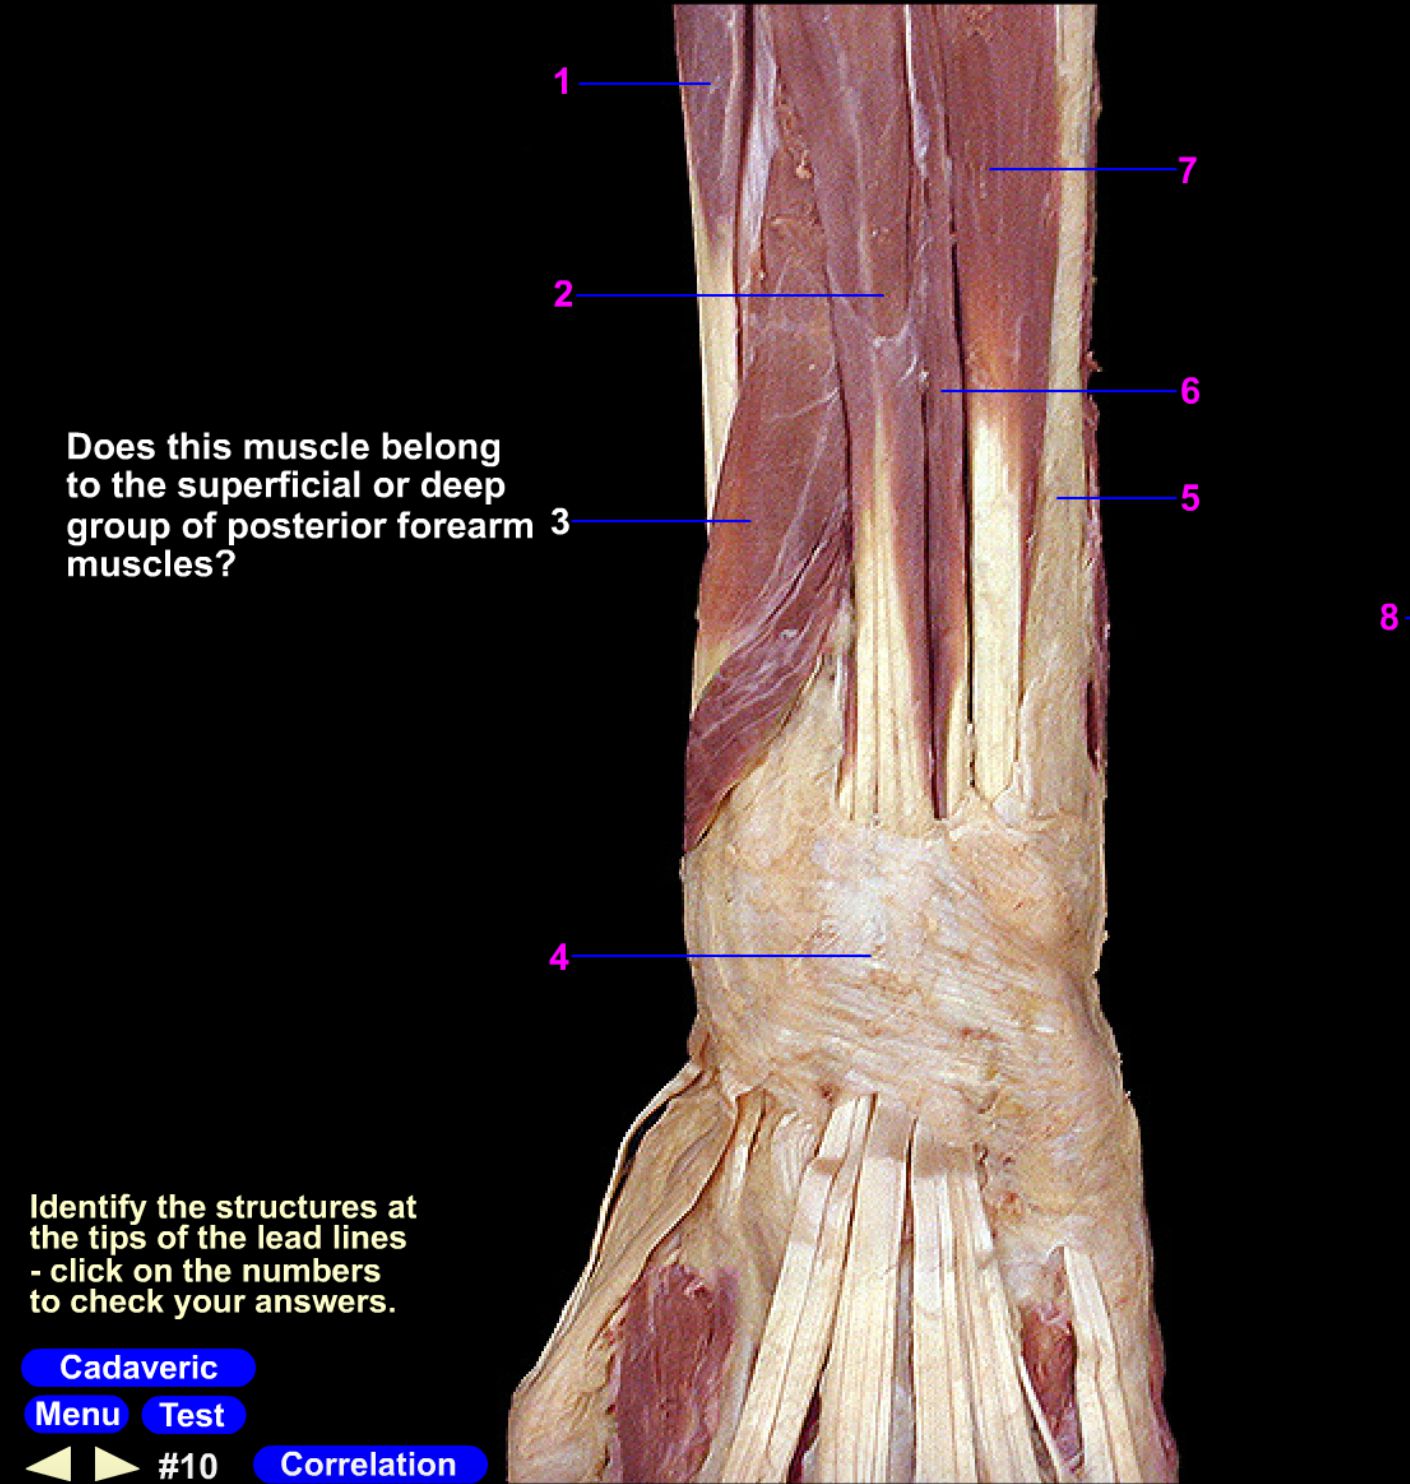 1
7
2
6
Does this muscle belong
to the superficial or deep
group of posterior forearm 3
muscles?
5
8
4
Identify the structures at
the tips of the lead lines
- click on the numbers
to check your answers.
Cadaveric
Menu Test
#10 Correlation